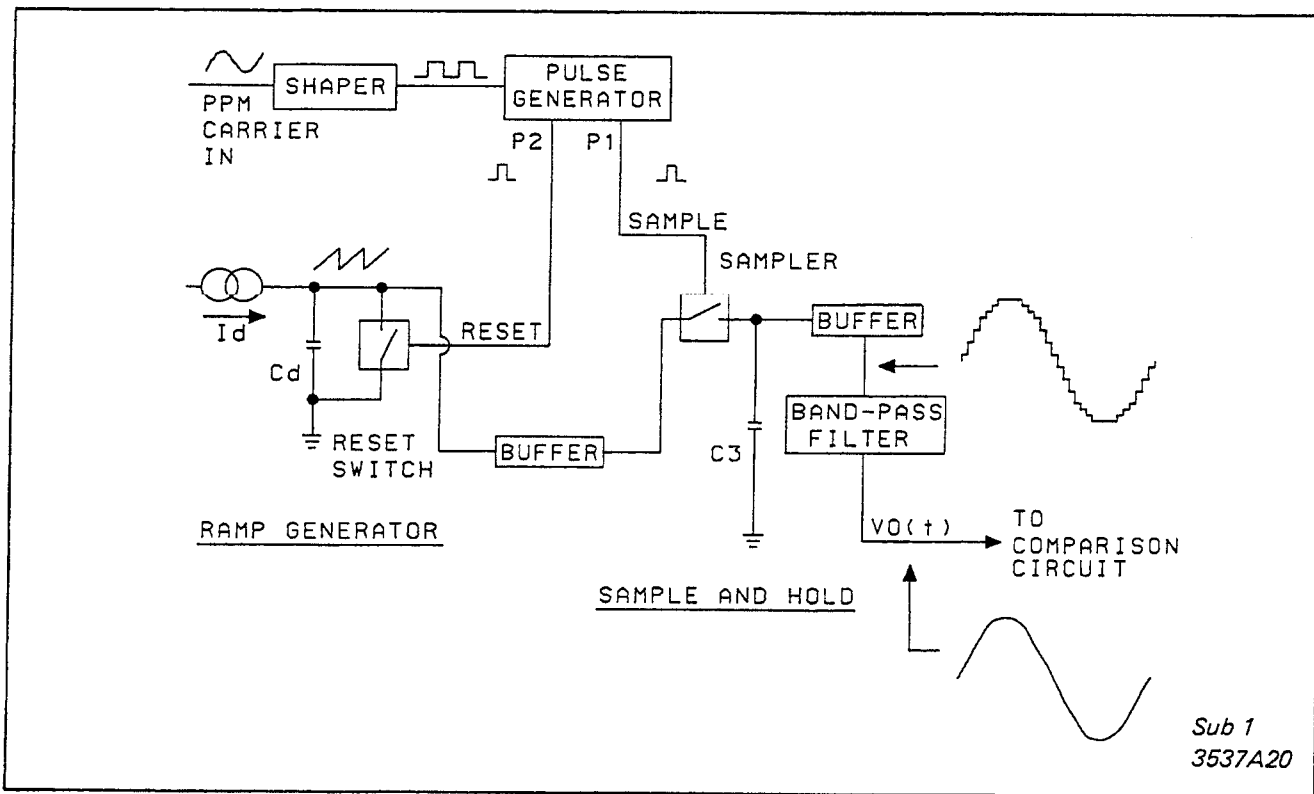 SHAPER
PULSE
GENERATOR
PPM
CARRIER
IN
P2
P1
SAMPLE
SAMPLER
Id
Cd
RESET
RESET
SWITCH
BUFFER
C3
BUFFER
BAND-PASS
FILTER
RAMP GENERATOR
VO(t)
TO
COMPARISON
CIRCUIT
SAMPLE AND HOLD
Sub 1
3537A20